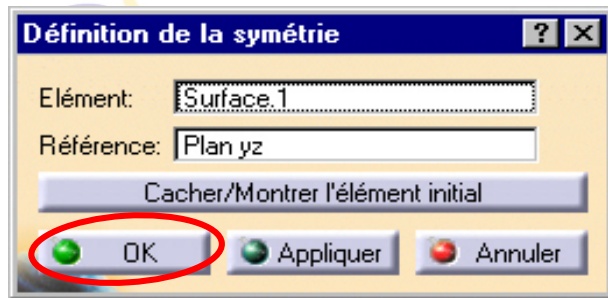 Définition de la symétrie
Elément: Surface.1
Référence: Plan yz
Cacher/Montrer l'élément initial
OK Appliquer Annuler